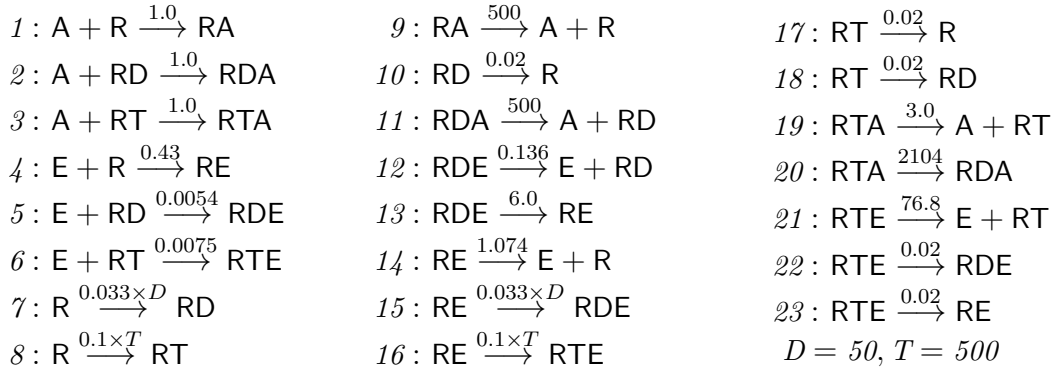 1 : A + R —1.0→ RA
2 : A + RD —1.0→ RDA
3 : A + RT —1.0→ RTA
4 : E + R —0.43→ RE
5 : E + RD —0.0054→ RDE
6 : E + RT —0.0075→ RTE
7 : R —0.033×D→ RD
8 : R —0.1×T→ RT
9 : RA —500→ A + R
10 : RD —0.02→ R
11 : RDA —500→ A + RD
12 : RDE —0.136→ E + RD
13 : RDE —6.0→ RE
14 : RE —1.074→ E + R
15 : RE —0.033×D→ RDE
16 : RE —0.1×T→ RTE
17 : RT —0.02→ R
18 : RT —0.02→ RD
19 : RTA —3.0→ A + RT
20 : RTA —2104→ RDA
21 : RTE —76.8→ E + RT
22 : RTE —0.02→ RDE
23 : RTE —0.02→ RE
D = 50, T = 500